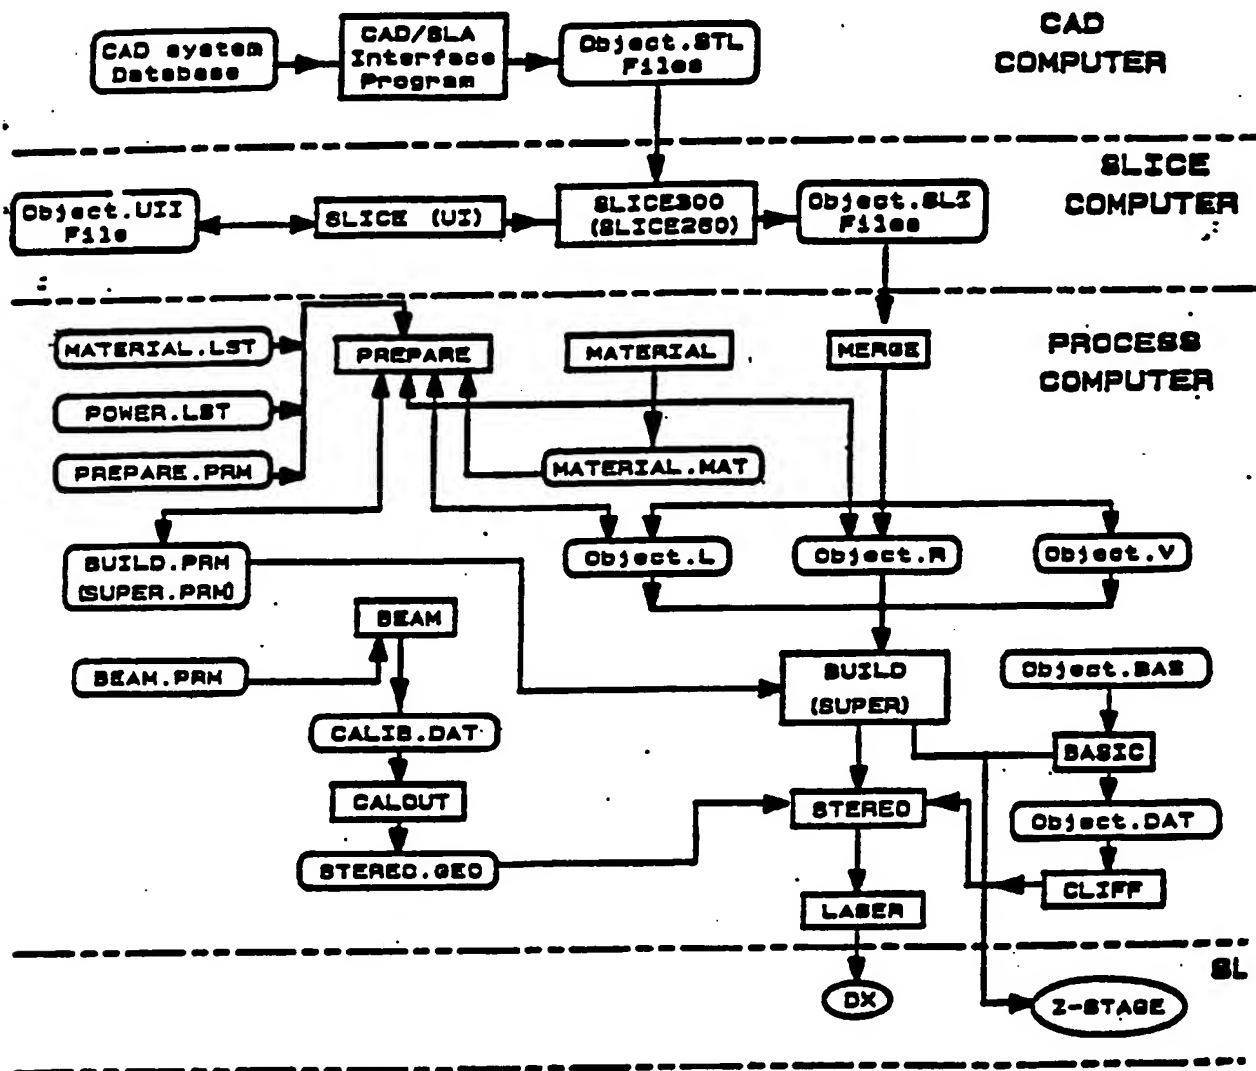 CAD system
Database
CAD/SLA
Interface
Program
Object.STL
Files
CAD
COMPUTER
SLICE
COMPUTER
Object.UII
File
SLICE (UI)
SLICE300
(SLICE250)
Object.SLI
Files
PROCESS
COMPUTER
MATERIAL.LST
POWER.LST
PREPARE.PRM
PREPARE
MATERIAL
MERGE
MATERIAL.MAT
BUILD.PRM
(SUPER.PRM)
Object.L
Object.R
Object.V
BEAM
BEAM.PRM
BUILD
(SUPER)
Object.BAS
CALIB.DAT
BASIC
CALOUT
STEREO
Object.DAT
STEREO.GEO
CLIFF
LASER
SL
DX
Z-STAGE